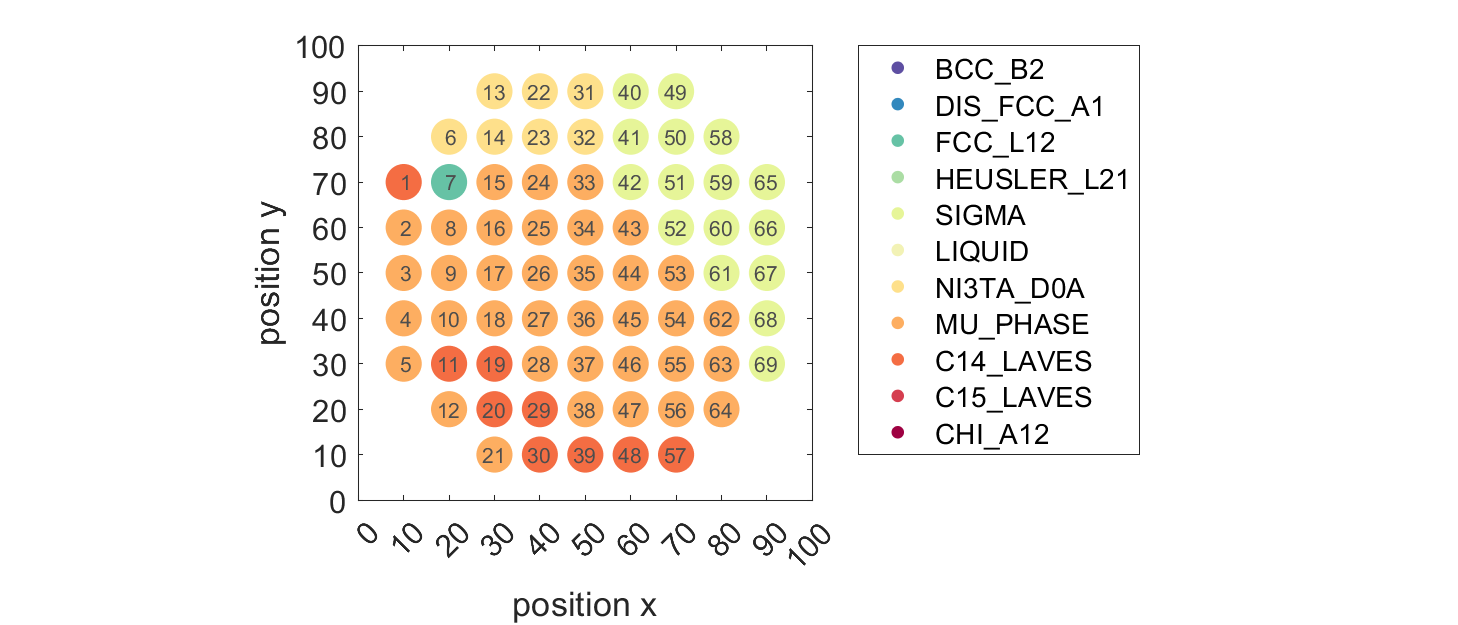 100
90
80
70
60
50
40
30
20
10
0
position y
13 22 31 40 49
6 14 23 32 41 50 58
1 7 15 24 33 42 51 59 65
2 8 16 25 34 43 52 60 66
3 9 17 26 35 44 53 61 67
4 10 18 27 36 45 54 62 68
5 11 19 28 37 46 55 63 69
12 20 29 38 47 56 64
21 30 39 48 57
0 10 20 30 40 50 60 70 80 90 100
position x
BCC_B2
DIS_FCC_A1
FCC_L12
HEUSLER_L21
SIGMA
LIQUID
NI3TA_D0A
MU_PHASE
C14_LAVES
C15_LAVES
CHI_A12